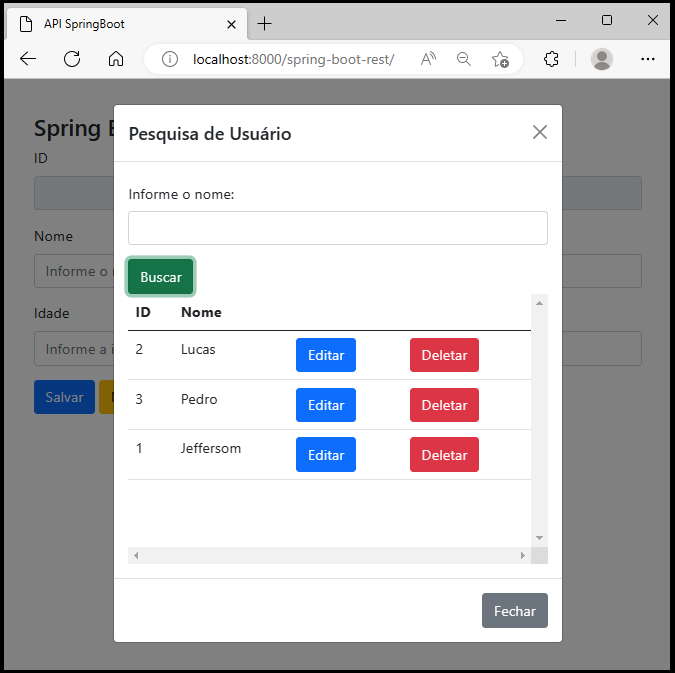 API SpringBoot
localhost:8000/spring-boot-rest/
Spring
Pesquisa de Usuário
ID
Informe o nome:
Nome
Informe o
Buscar
ID Nome
Idade
2 Lucas Editar Deletar
Informe a
Salvar
3 Pedro Editar Deletar
1 Jeffersom Editar Deletar
Fechar